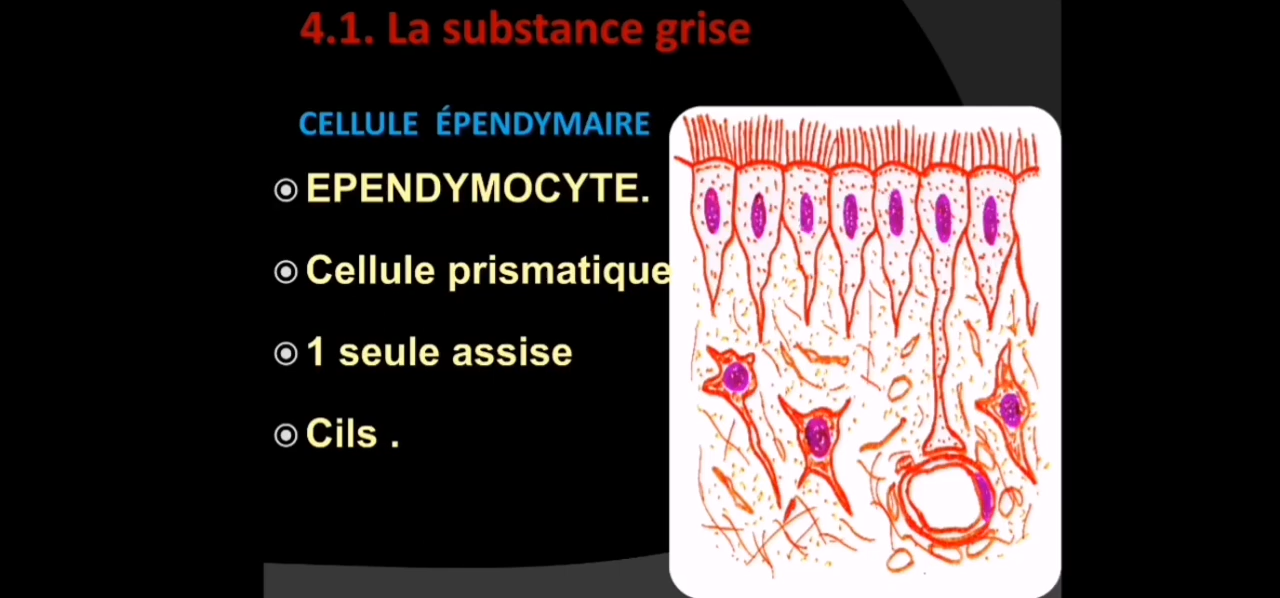 4.1. La substance grise
CELLULE ÉPENDYMAIRE
EPENDYMOCYTE.
Cellule prismatique
1 seule assise
Cils .